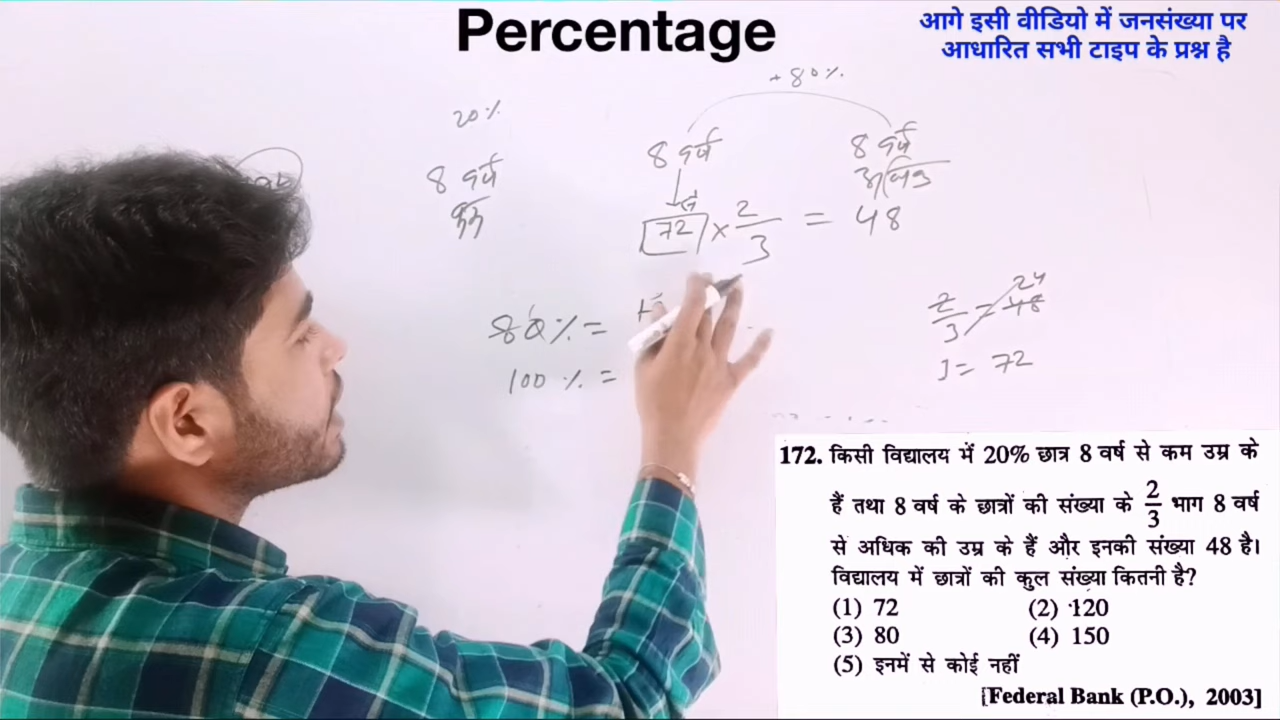 Percentage
आगे इसी वीडियो में जनसंख्या पर
आधारित सभी टाइप के प्रश्न है
+80%
20%
8 वर्ष
कम
8 वर्ष
से
72 × 2/3 = 48
8 वर्ष
अधिक
80% =
100% =
2/3 = 48
24
1 = 72
172. किसी विद्यालय में 20% छात्र 8 वर्ष से कम उम्र के
हैं तथा 8 वर्ष के छात्रों की संख्या के 2/3 भाग 8 वर्ष
से अधिक की उम्र के हैं और इनकी संख्या 48 है।
विद्यालय में छात्रों की कुल संख्या कितनी है?
(1) 72 (2) 120
(3) 80 (4) 150
(5) इनमें से कोई नहीं
[Federal Bank (P.O.), 2003]